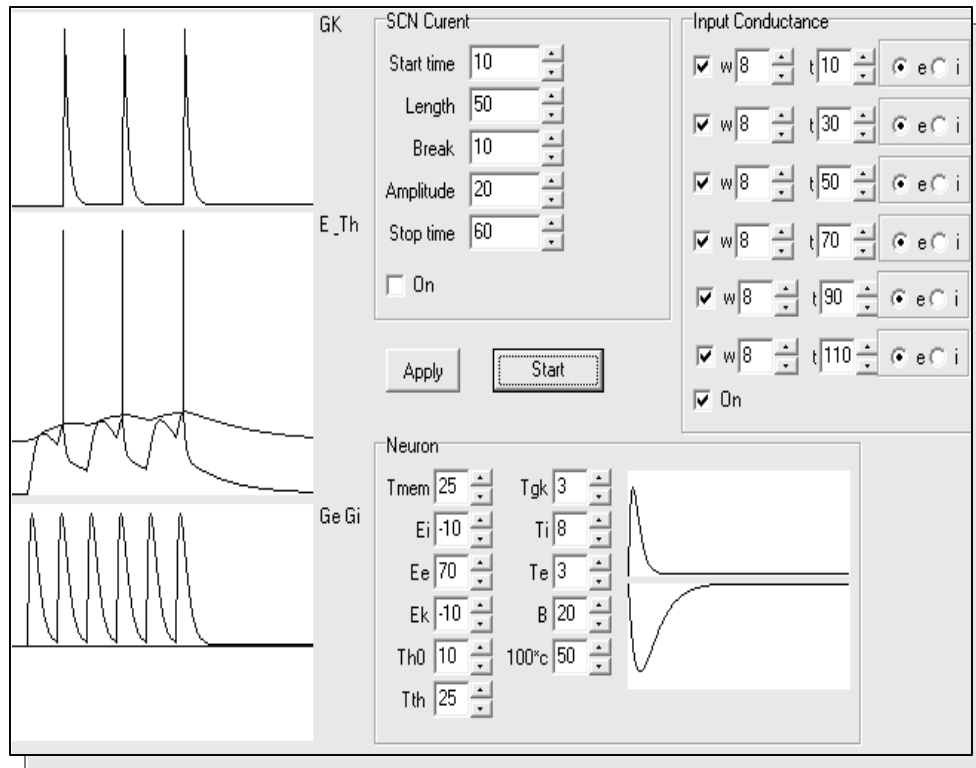 GK
E_Th
Ge Gi
SCN Curent
Start time 10
Length 50
Break 10
Amplitude 20
Stop time 60
On
Apply
Start
Input Conductance
w 8 t 10 e i
w 8 t 30 e i
w 8 t 50 e i
w 8 t 70 e i
w 8 t 90 e i
w 8 t 110 e i
On
Neuron
Tmem 25 Tgk 3
Ei -10 Ti 8
Ee 70 Te 3
Ek -10 B 20
Th0 10 100*c 50
Tth 25